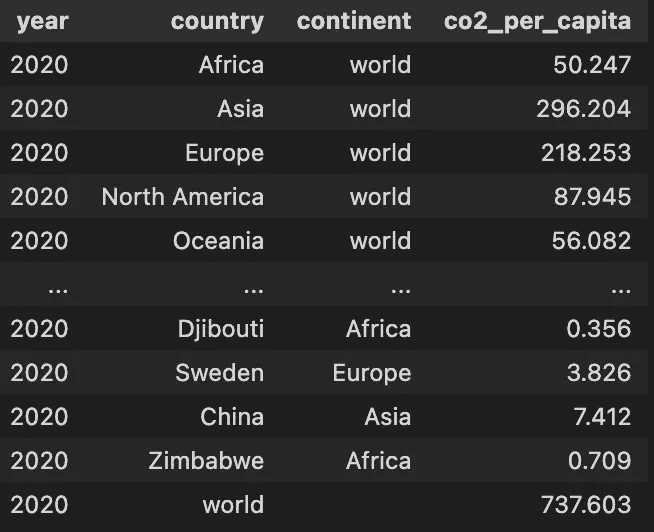 year country continent co2_per_capita
2020 Africa world 50.247
2020 Asia world 296.204
2020 Europe world 218.253
2020 North America world 87.945
2020 Oceania world 56.082
... ... ... ...
2020 Djibouti Africa 0.356
2020 Sweden Europe 3.826
2020 China Asia 7.412
2020 Zimbabwe Africa 0.709
2020 world 737.603